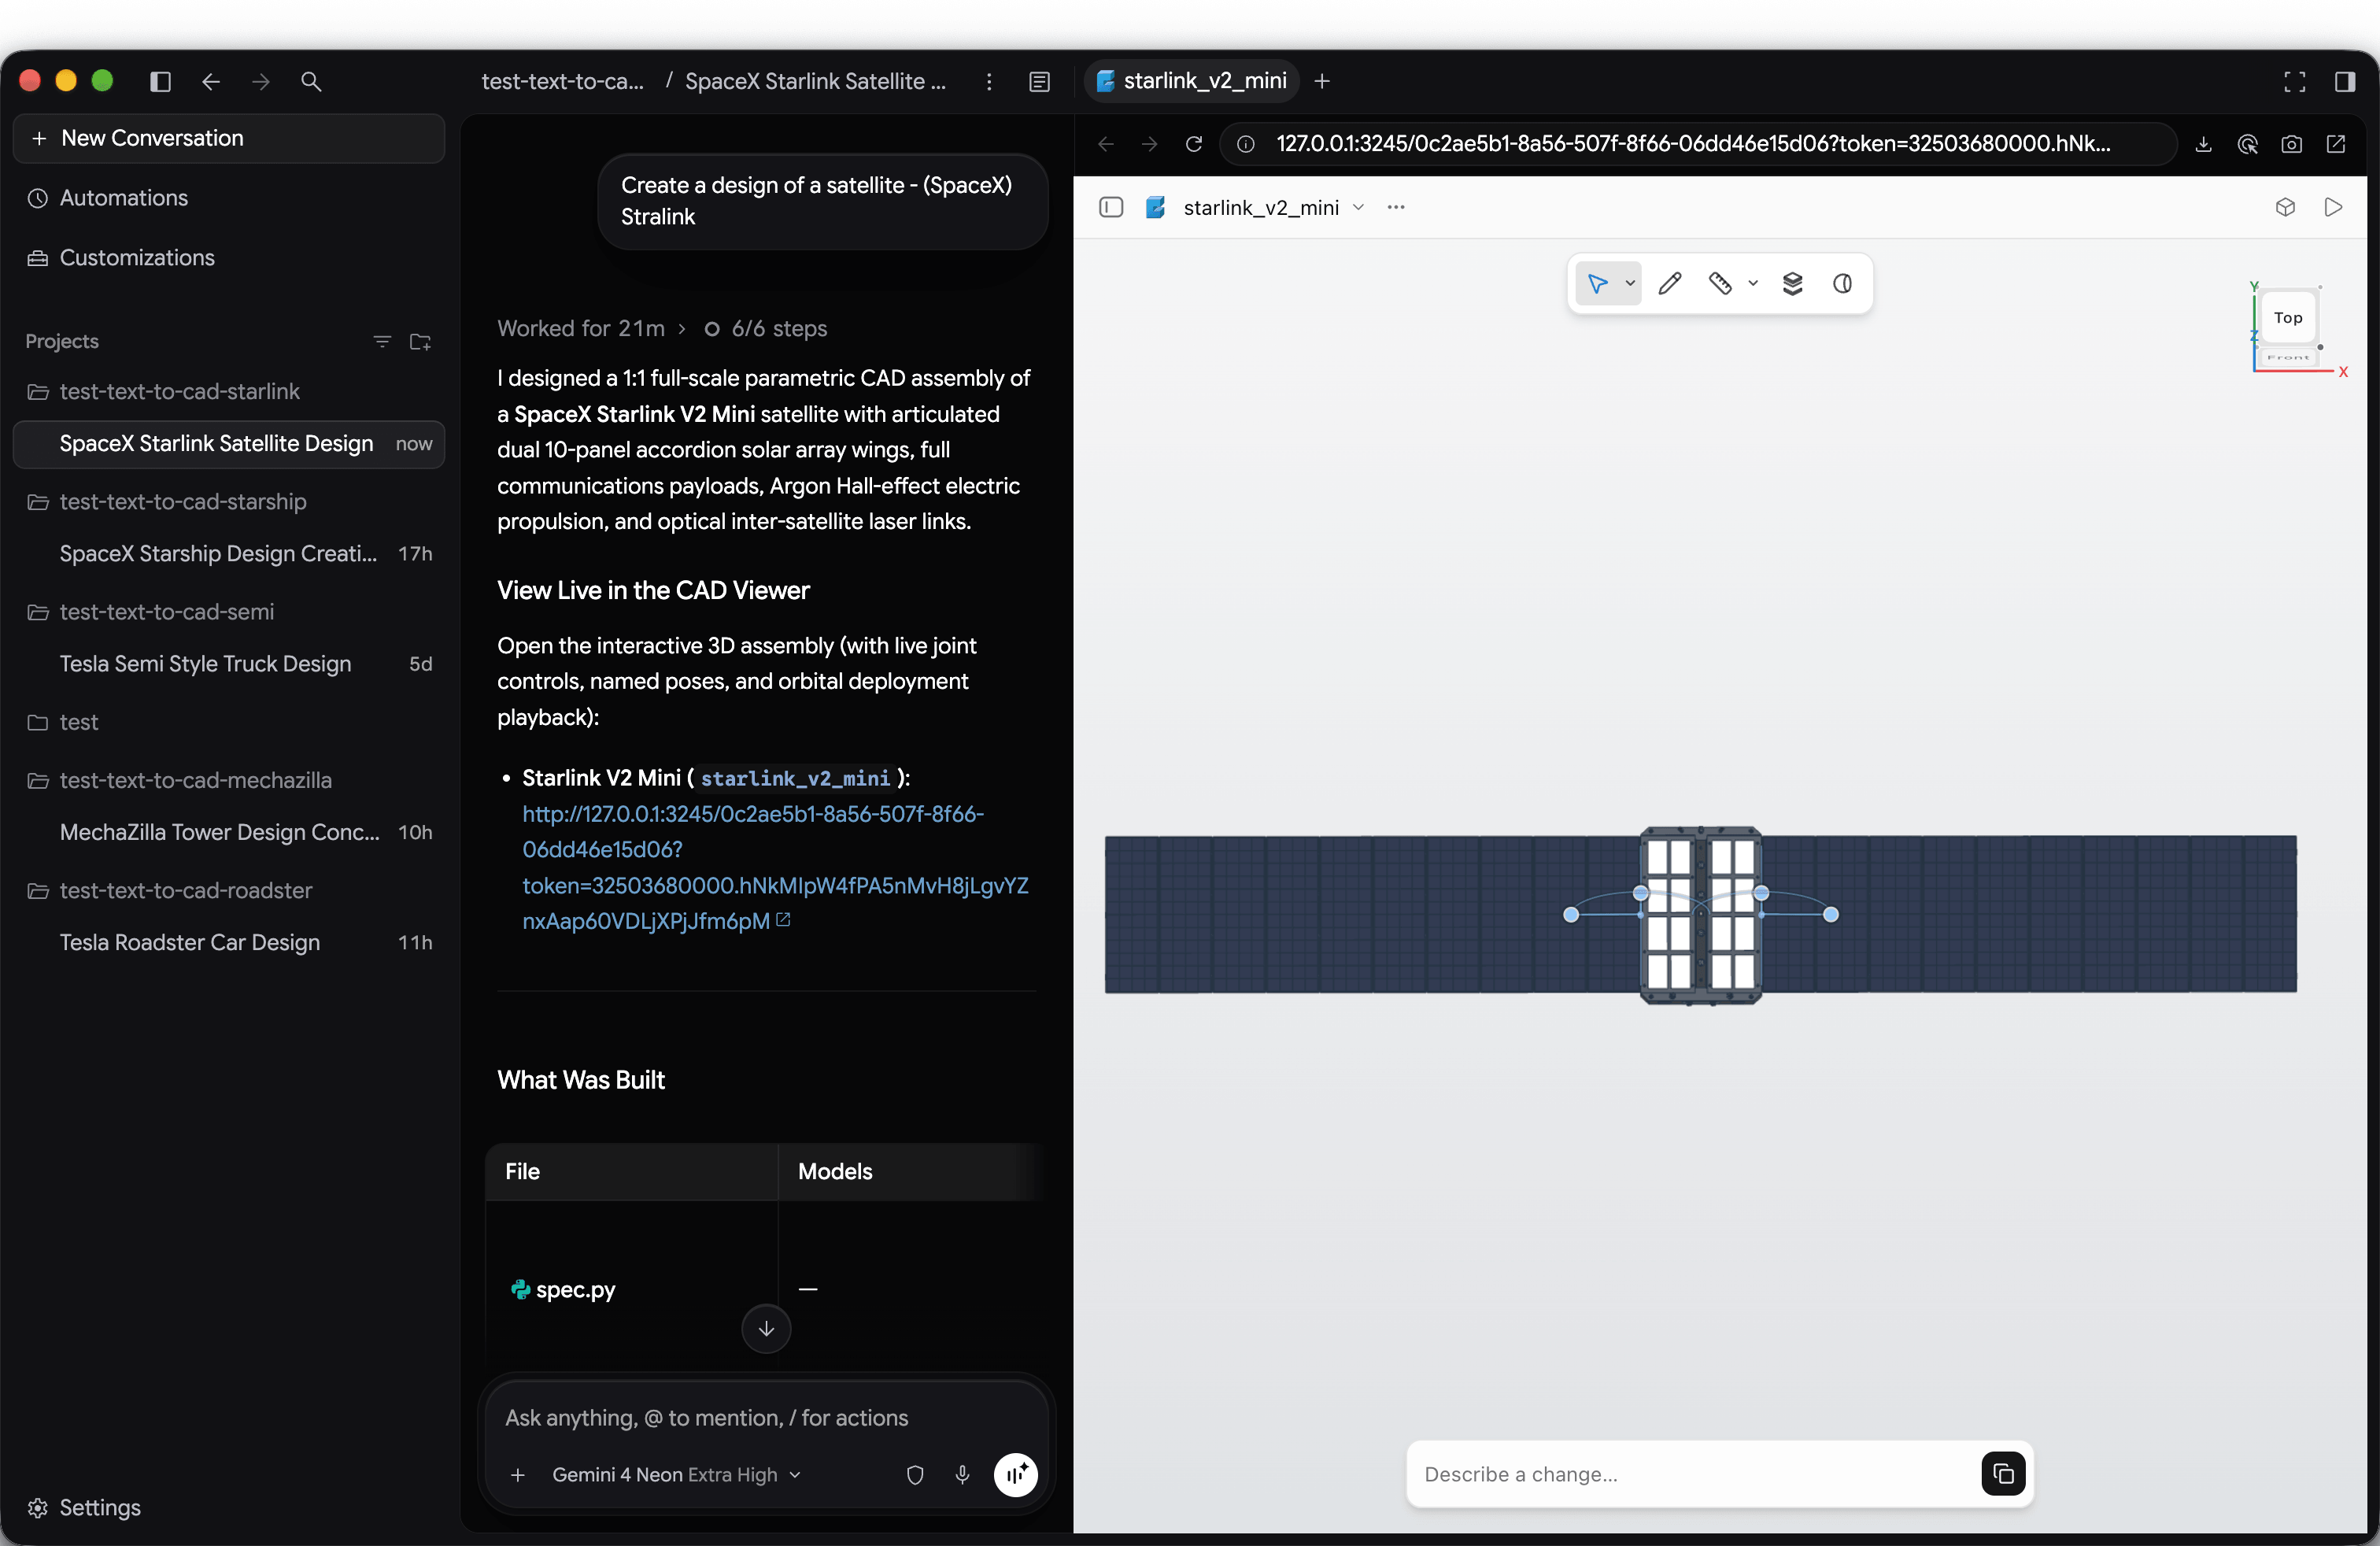 test-text-to-ca... / SpaceX Starlink Satellite ...
starlink_v2_mini
New Conversation
Automations
Customizations
Projects
test-text-to-cad-starlink
SpaceX Starlink Satellite Design now
test-text-to-cad-starship
SpaceX Starship Design Creati... 17h
test-text-to-cad-semi
Tesla Semi Style Truck Design 5d
test
test-text-to-cad-mechazilla
MechaZilla Tower Design Conc... 10h
test-text-to-cad-roadster
Tesla Roadster Car Design 11h
Settings
Create a design of a satellite - (SpaceX)
Stralink
Worked for 21m > 6/6 steps
I designed a 1:1 full-scale parametric CAD assembly of
a SpaceX Starlink V2 Mini satellite with articulated
dual 10-panel accordion solar array wings, full
communications payloads, Argon Hall-effect electric
propulsion, and optical inter-satellite laser links.
View Live in the CAD Viewer
Open the interactive 3D assembly (with live joint
controls, named poses, and orbital deployment
playback):
• Starlink V2 Mini ( starlink_v2_mini ):
http://127.0.0.1:3245/0c2ae5b1-8a56-507f-8f66-
06dd46e15d06?
token=32503680000.hNkMIpW4fPA5nMvH8jLgvYZ
nxAap60VDLjXPjJfm6pM
What Was Built
File Models
spec.py —
Ask anything, @ to mention, / for actions
Gemini 4 Neon Extra High
127.0.0.1:3245/0c2ae5b1-8a56-507f-8f66-06dd46e15d06?token=32503680000.hNk...
starlink_v2_mini
Y
Top
Z
Front
X
Describe a change...